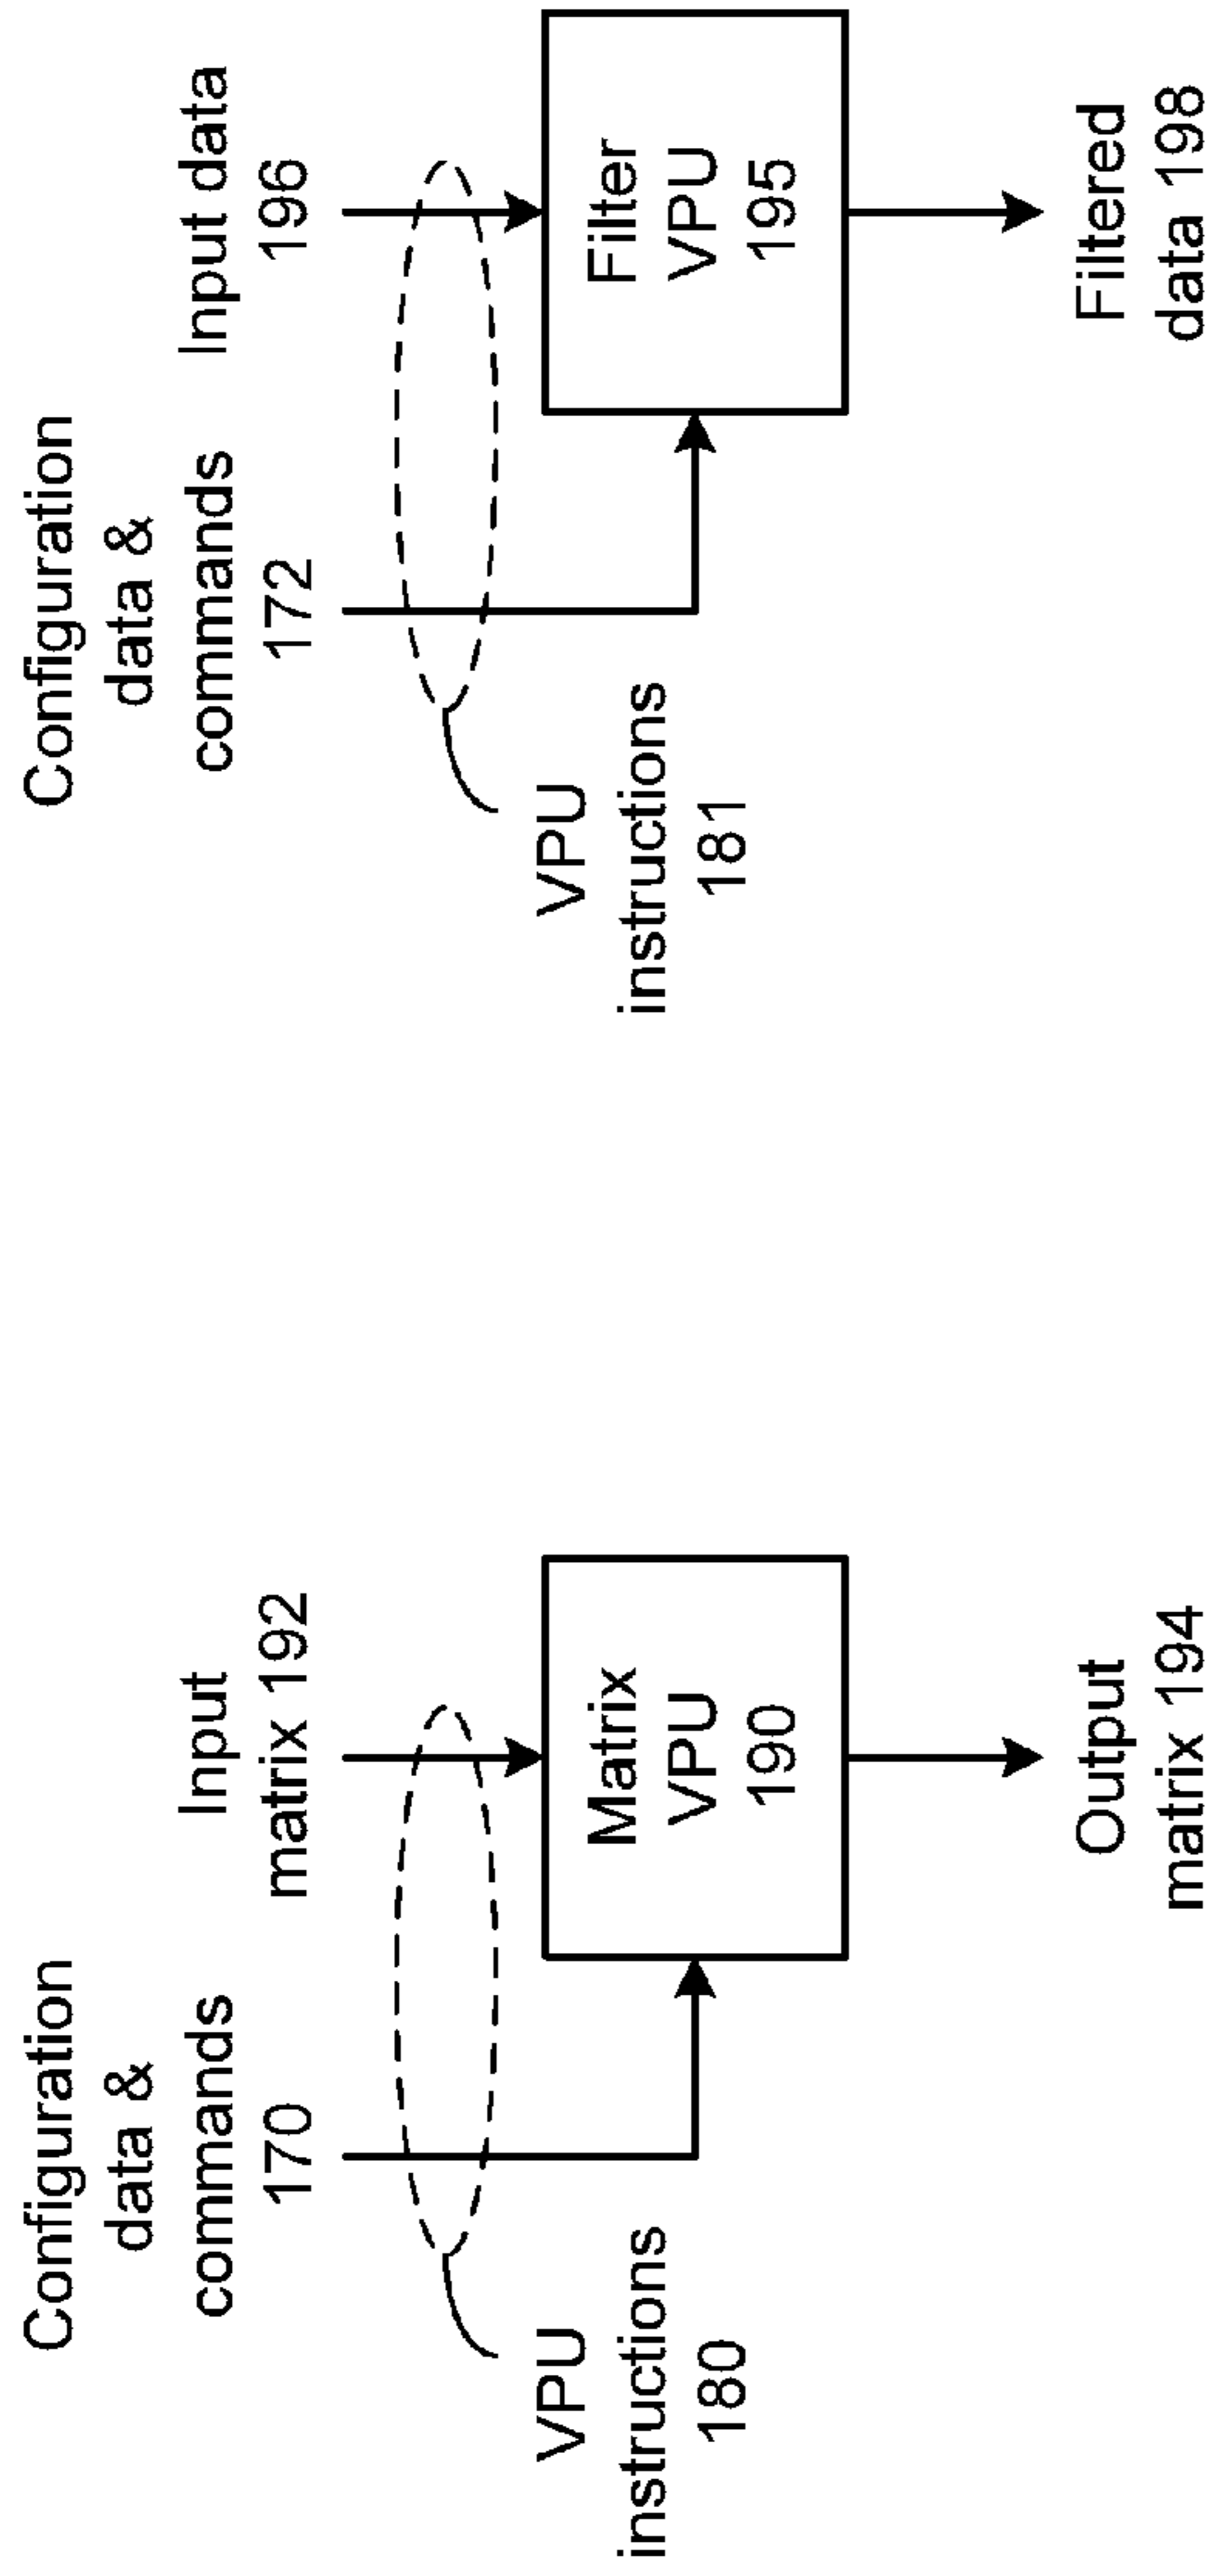 Configuration
data &
commands
170
Input
matrix 192
VPU
instructions
180
Matrix
VPU
190
Output
matrix 194
Configuration
data &
commands
172
Input data
196
VPU
instructions
181
Filter
VPU
195
Filtered
data 198